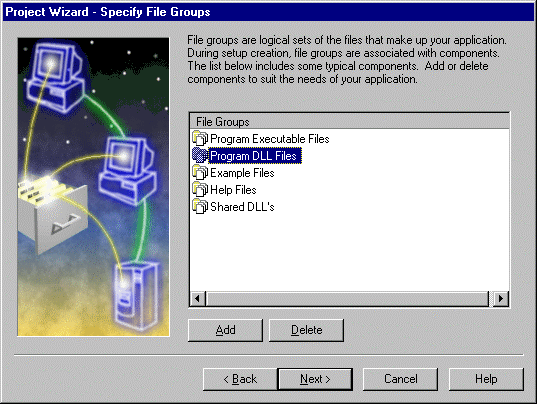 Project Wizard - Specify File Groups
File groups are logical sets of the files that make up your application.
During setup creation, file groups are associated with components.
The list below includes some typical components.  Add or delete
components to suit the needs of your application.
File Groups
Program Executable Files
Program DLL Files
Example Files
Help Files
Shared DLL's
Add
Delete
< Back
Next >
Cancel
Help